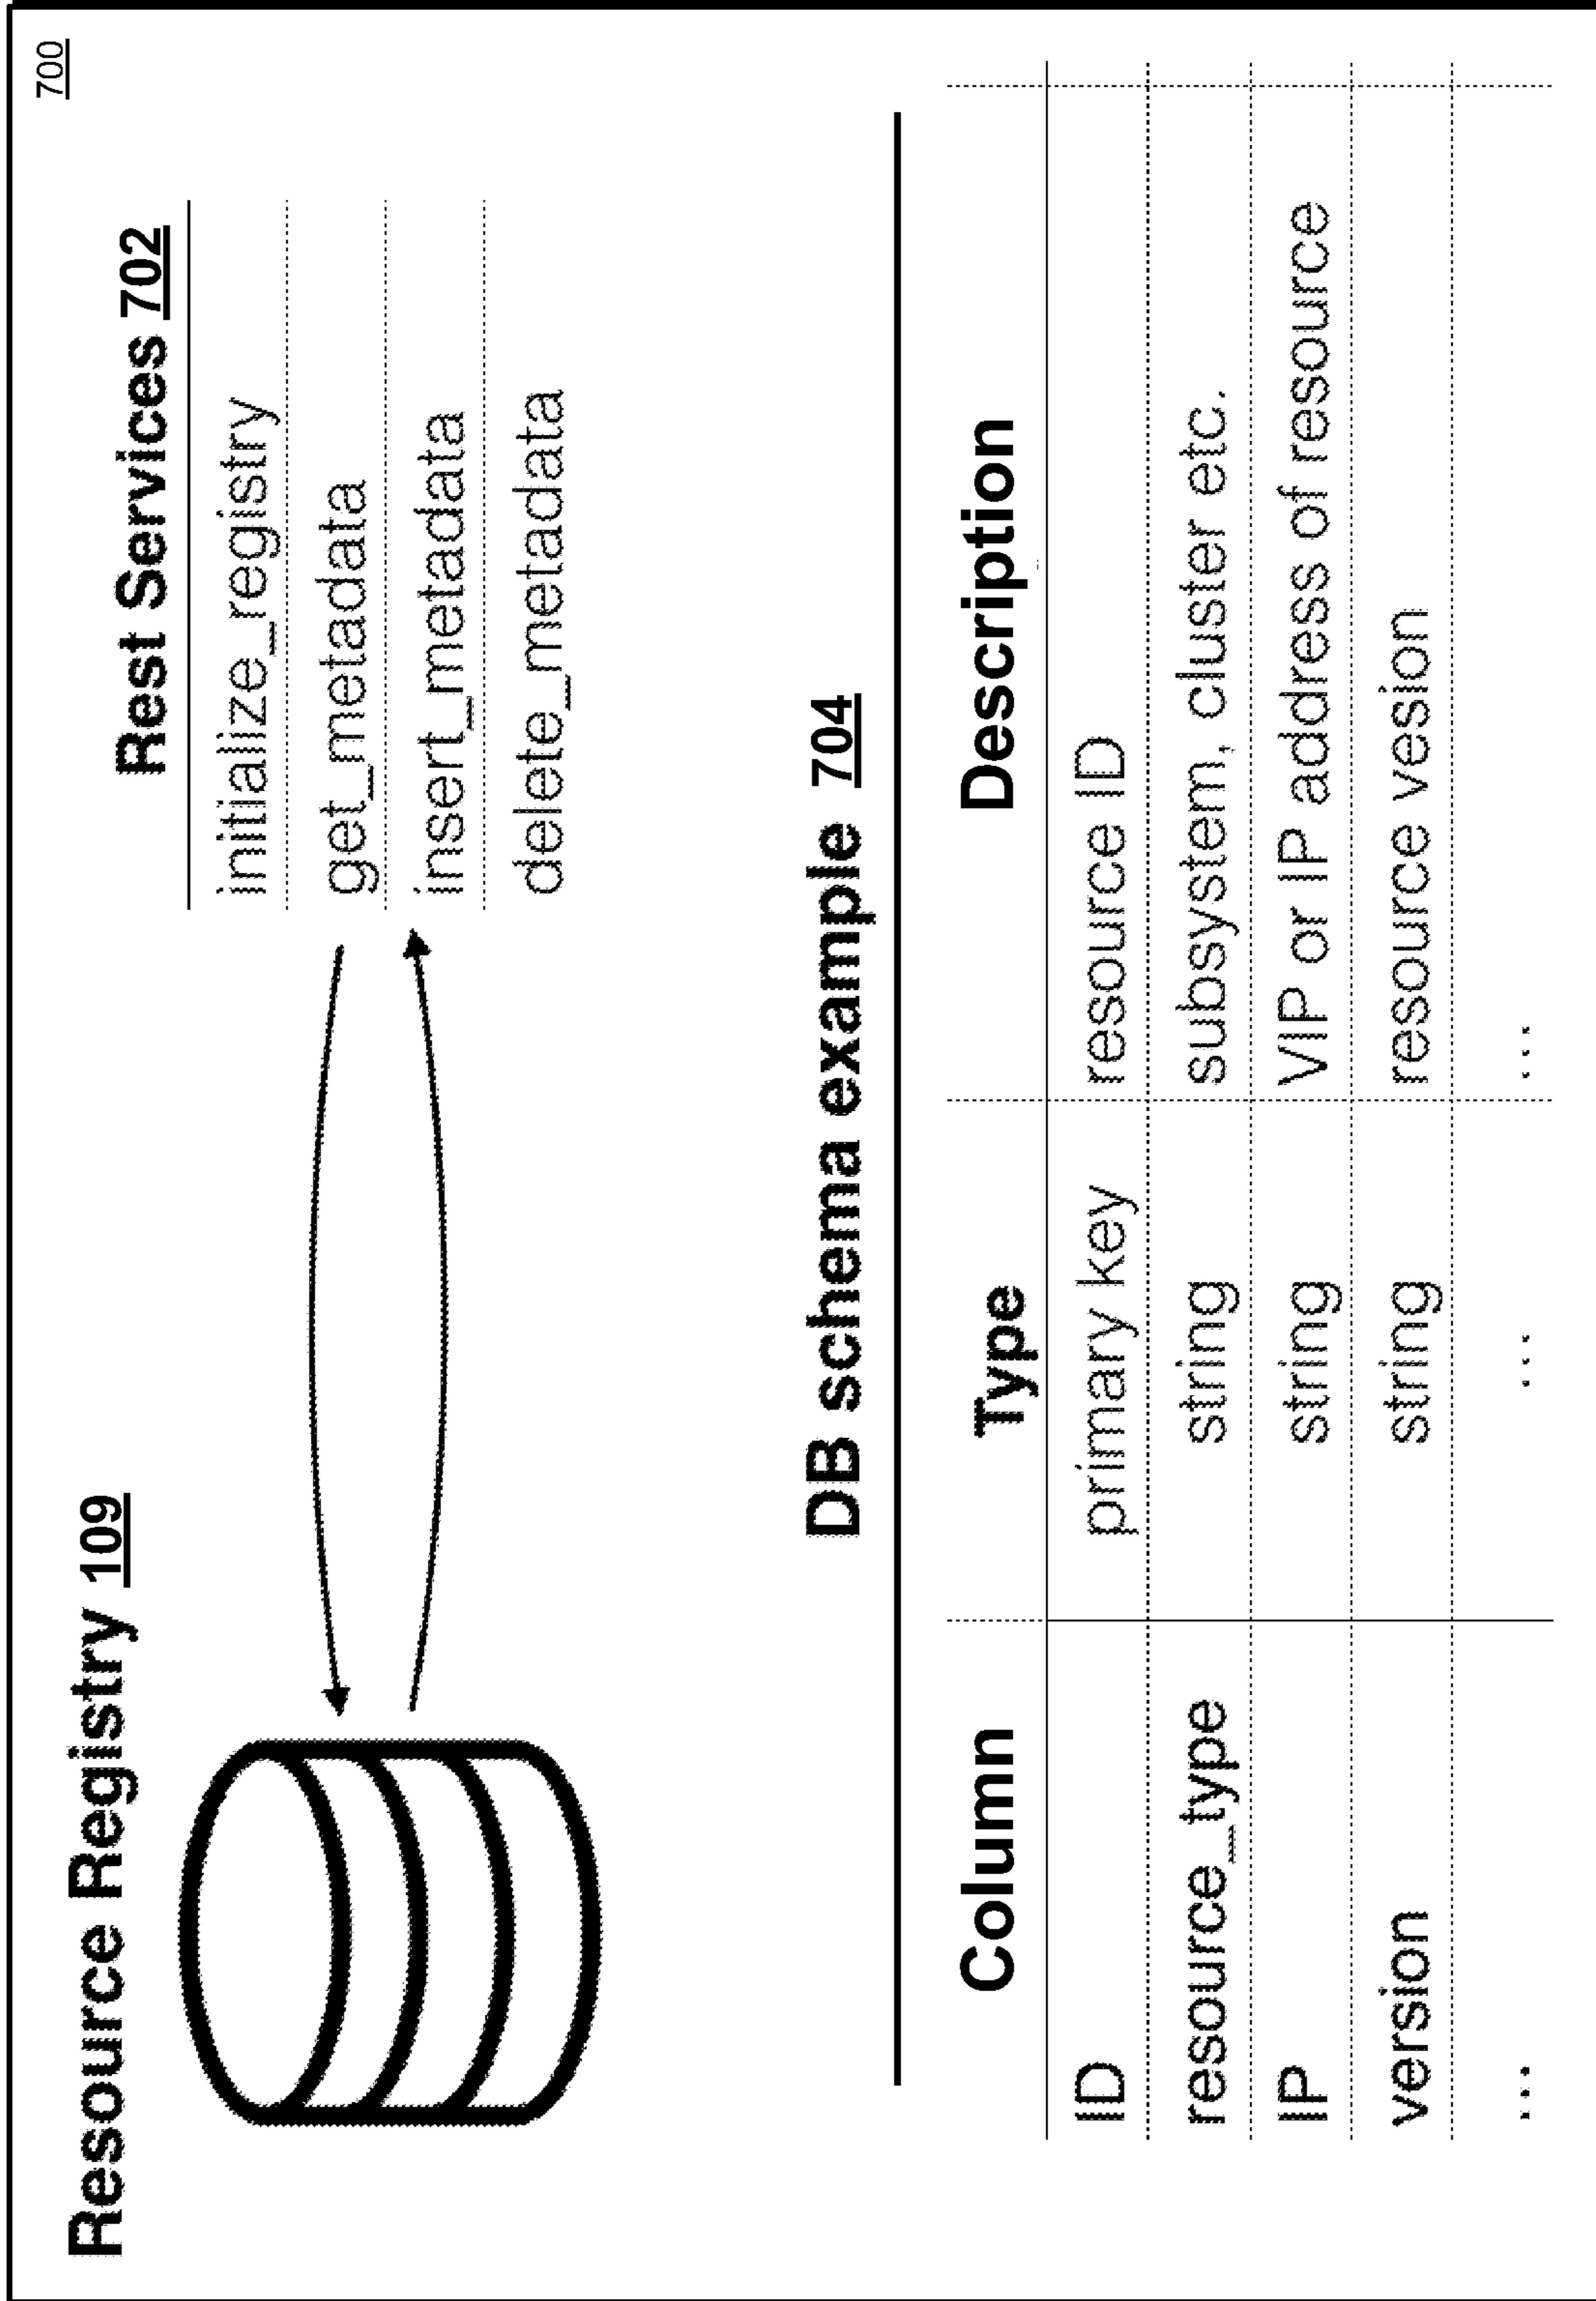 700
Resource Registry 109
Rest Services 702
initialize_registry
get_metadata
insert_metadata
delete_metadata
DB schema example 704
Column Type Description
ID primary key resource ID
resource_type string subsystem, cluster etc.
IP string VIP or IP address of resource
version string resource vesion
... ... ...